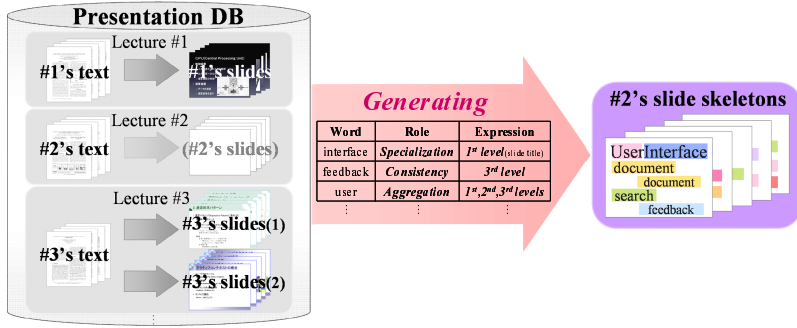 Presentation DB
Lecture #1
#1's text
#1's slides
Lecture #2
#2's text
(#2's slides)
Lecture #3
#3's text
#3's slides(1)
#3's slides(2)
Generating
Word Role Expression
interface Specialization 1st level(slide title)
feedback Consistency 3rd level
user Aggregation 1st,2nd,3rd levels
#2's slide skeletons
UserInterface
document
document
search
feedback